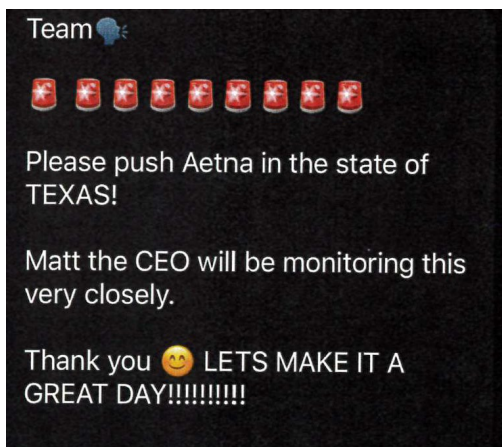 Team🗣️
🚨 🚨 🚨 🚨 🚨 🚨 🚨 🚨 🚨
Please push Aetna in the state of
TEXAS!
Matt the CEO will be monitoring this
very closely.
Thank you 😊 LETS MAKE IT A
GREAT DAY!!!!!!!!!!